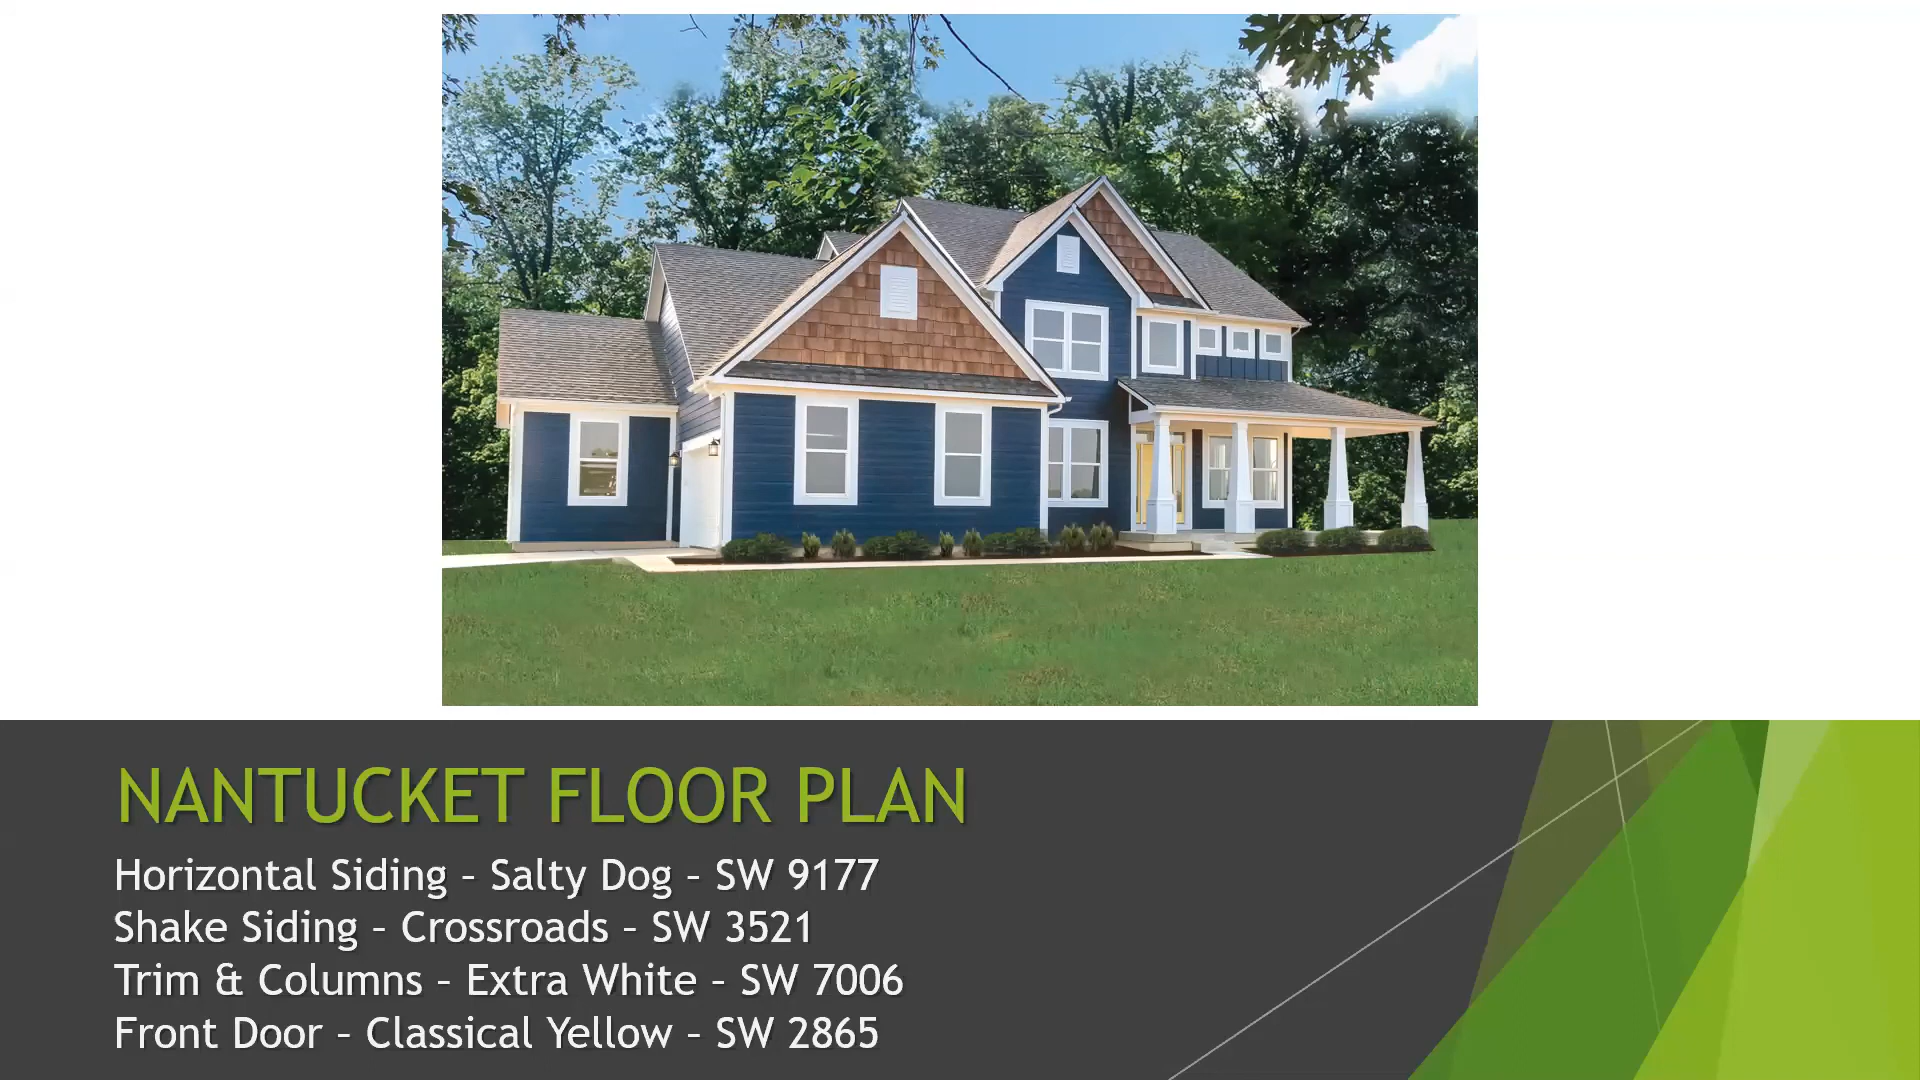 NANTUCKET FLOOR PLAN
Horizontal Siding – Salty Dog – SW 9177
Shake Siding – Crossroads – SW 3521
Trim & Columns – Extra White – SW 7006
Front Door – Classical Yellow – SW 2865